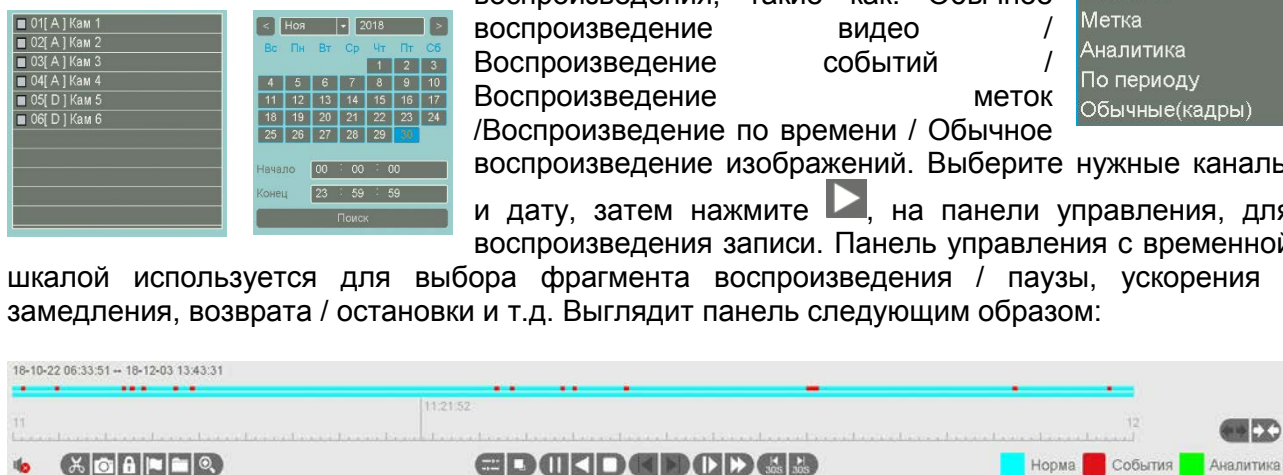 01[ A ] Кам 1
02[ A ] Кам 2
03[ A ] Кам 3
04[ A ] Кам 4
05[ D ] Кам 5
06[ D ] Кам 6
< Ноя 2018 >
Вс Пн Вт Ср Чт Пт Сб
1 2 3
4 5 6 7 8 9 10
11 12 13 14 15 16 17
18 19 20 21 22 23 24
25 26 27 28 29 30
Начало 00 : 00 : 00
Конец 23 : 59 : 59
Поиск
воспроизведения, такие как: Обычное
воспроизведение видео /
Воспроизведение событий /
Воспроизведение меток
/Воспроизведение по времени / Обычное
воспроизведение изображений. Выберите нужные каналы
и дату, затем нажмите , на панели управления, для
воспроизведения записи. Панель управления с временной
шкалой используется для выбора фрагмента воспроизведения / паузы, ускорения
замедления, возврата / остановки и т.д. Выглядит панель следующим образом:
Метка
Аналитика
По периоду
Обычные(кадры)
18-10-22 06:33:51 -- 18-12-03 13:43:31
11:21:52
11 12
30S 30S
Норма События Аналитика